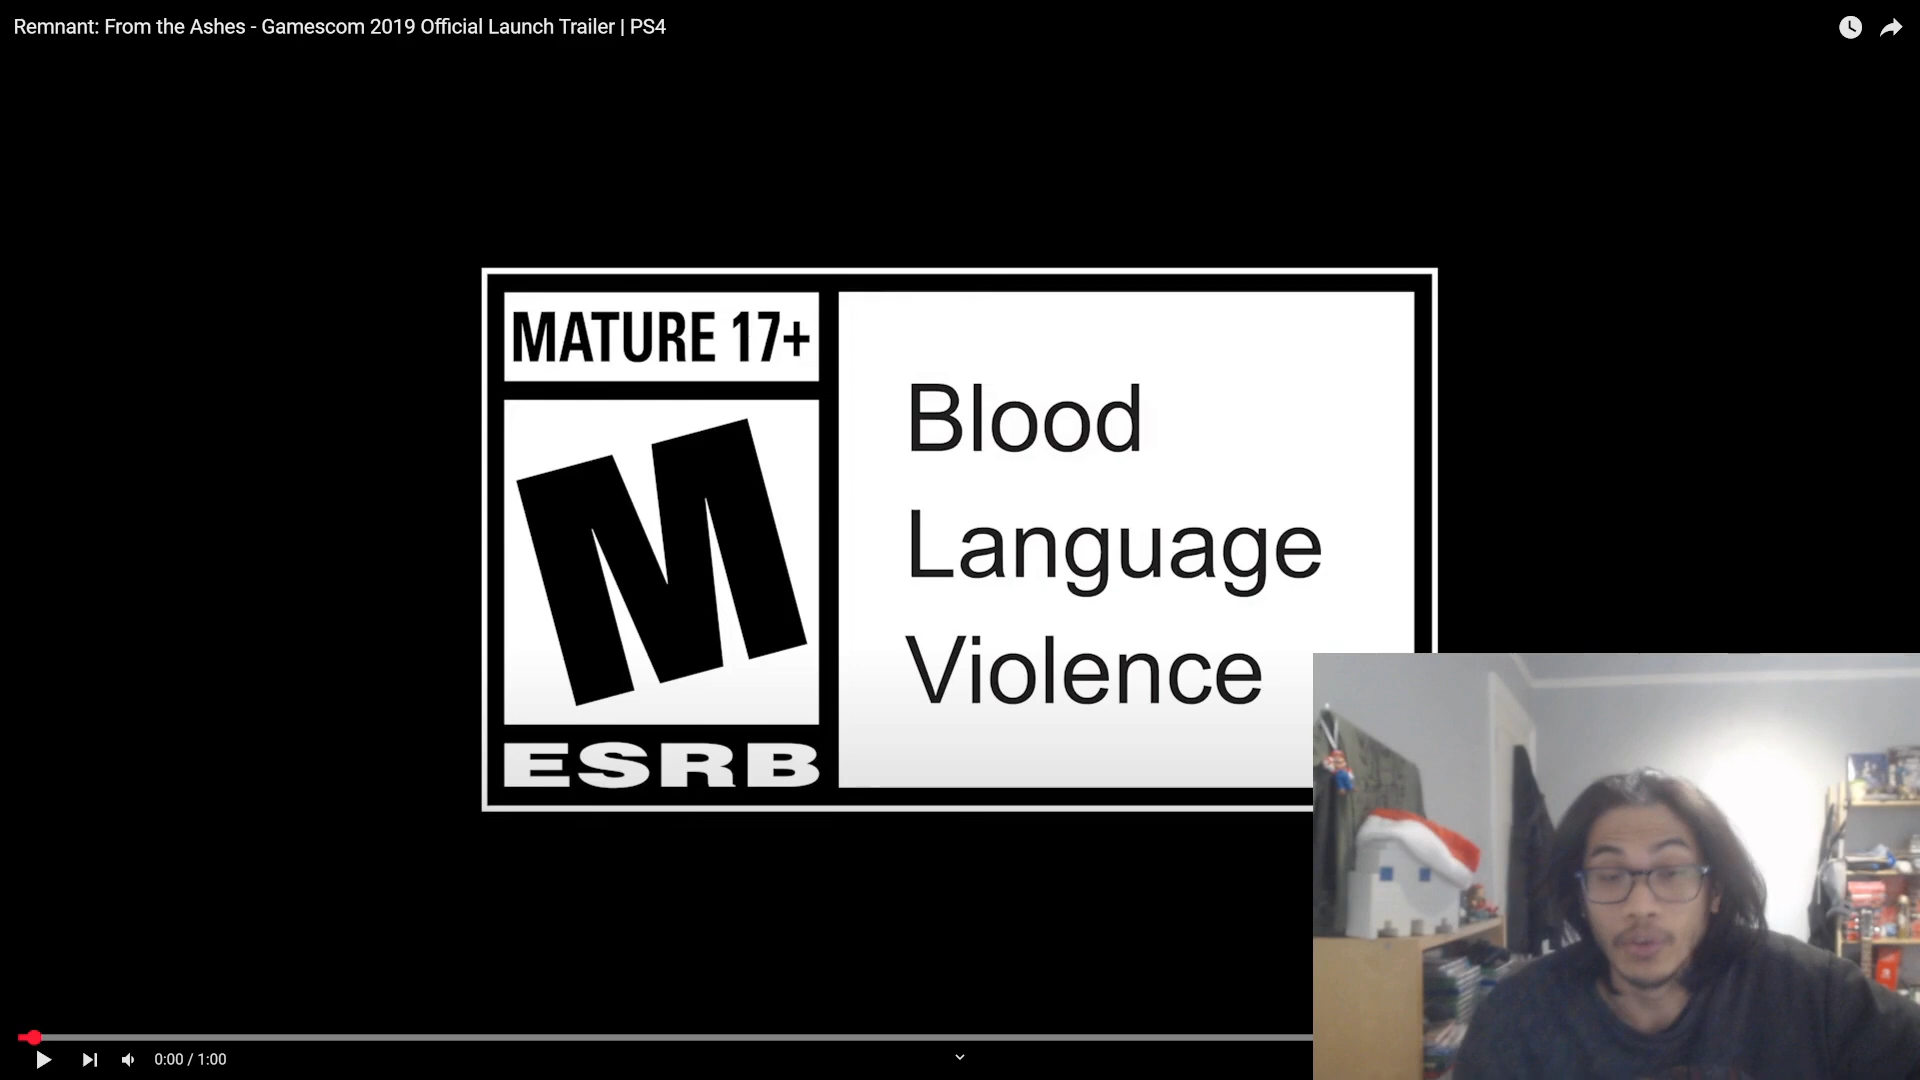 Remnant: From the Ashes - Gamescom 2019 Official Launch Trailer | PS4
MATURE 17+
M
ESRB
Blood
Language
Violence
0:00 / 1:00